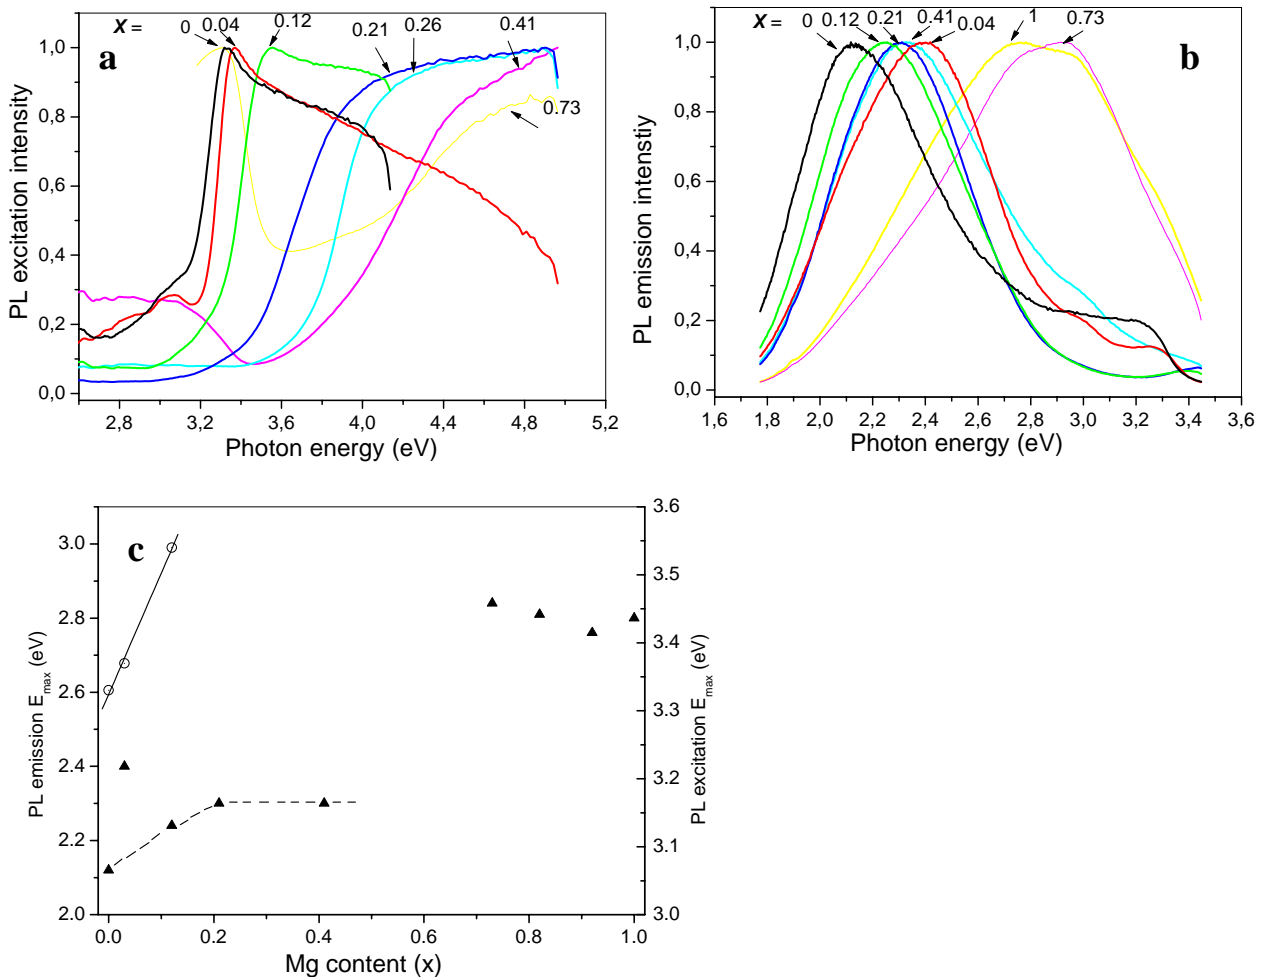 X = 0 0.04 0.12 0.21 0.26 0.41
a
0.73
1,0
0,8
0,6
0,4
0,2
0,0
PL excitation intensity
2,8 3,2 3,6 4,0 4,4 4,8 5,2
Photon energy (eV)
X = 0 0.12 0.21 0.41 0.04 1 0.73
b
1,0
0,8
0,6
0,4
0,2
0,0
PL emission intenstiy
1,6 1,8 2,0 2,2 2,4 2,6 2,8 3,0 3,2 3,4 3,6
Photon energy (eV)
c
3.0
2.8
2.6
2.4
2.2
2.0
PL emission Emax (eV)
3.6
3.5
3.4
3.3
3.2
3.1
3.0
PL excitation Emax (eV)
0.0 0.2 0.4 0.6 0.8 1.0
Mg content (x)